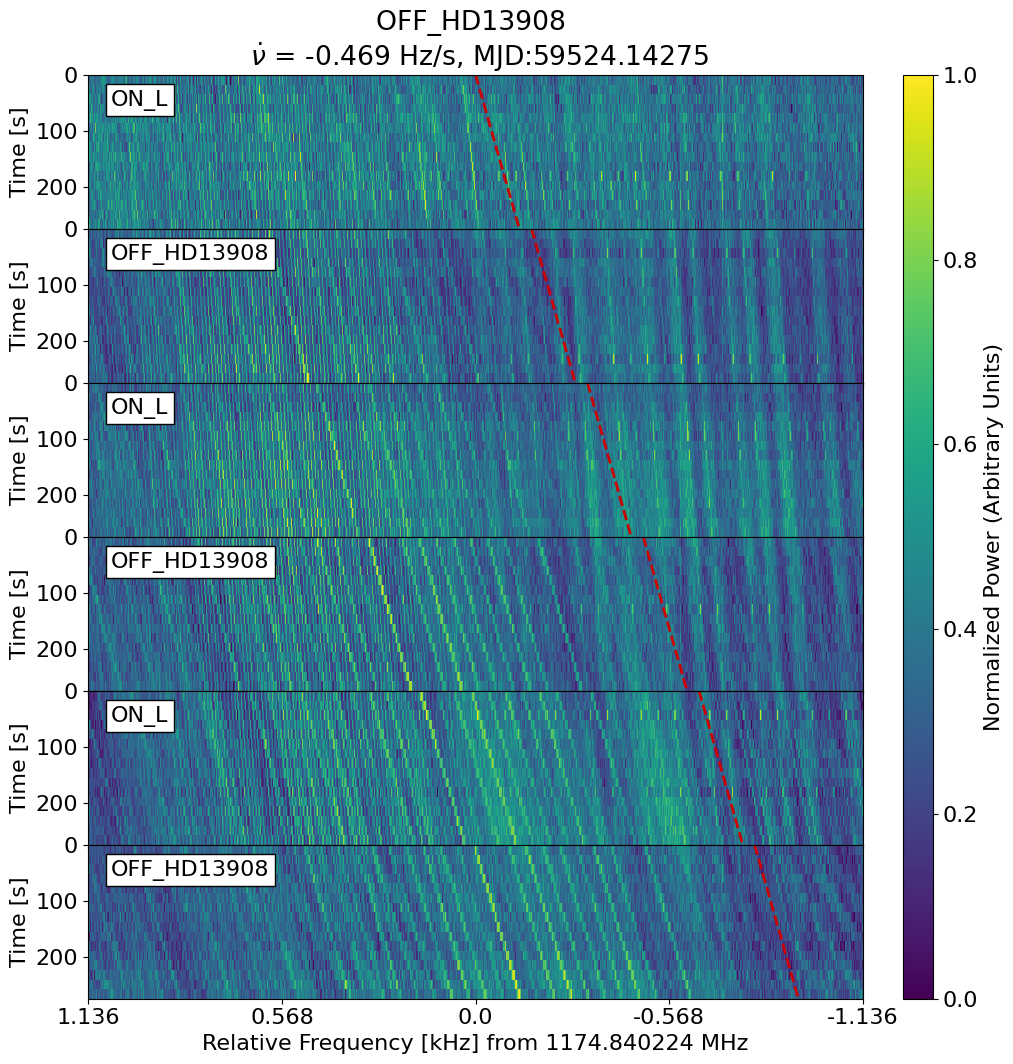 OFF_HD13908
ν̇ = -0.469 Hz/s, MJD:59524.14275
ON_L
OFF_HD13908
ON_L
OFF_HD13908
ON_L
OFF_HD13908
Time [s]
0
100
200
Time [s]
0
100
200
Time [s]
0
100
200
Time [s]
0
100
200
Time [s]
0
100
200
Time [s]
0
100
200
1.136
0.568
0.0
-0.568
-1.136
Relative Frequency [kHz] from 1174.840224 MHz
1.0
0.8
0.6
0.4
0.2
0.0
Normalized Power (Arbitrary Units)